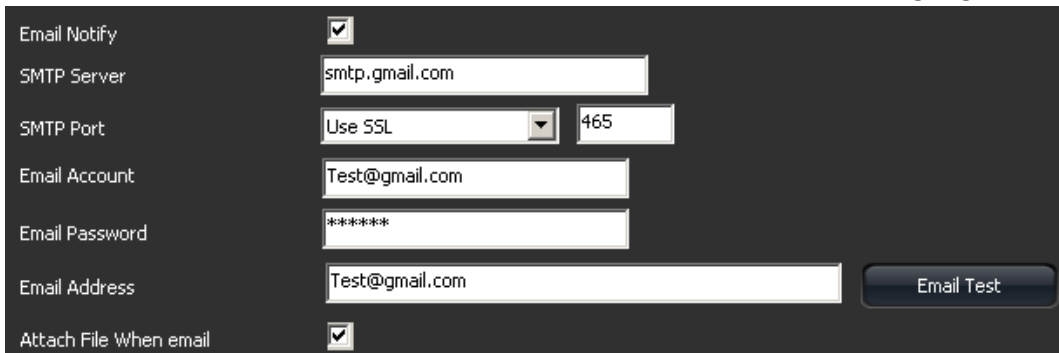 Email Notify
SMTP Server smtp.gmail.com
SMTP Port Use SSL 465
Email Account Test@gmail.com
Email Password ******
Email Address Test@gmail.com Email Test
Attach File When email